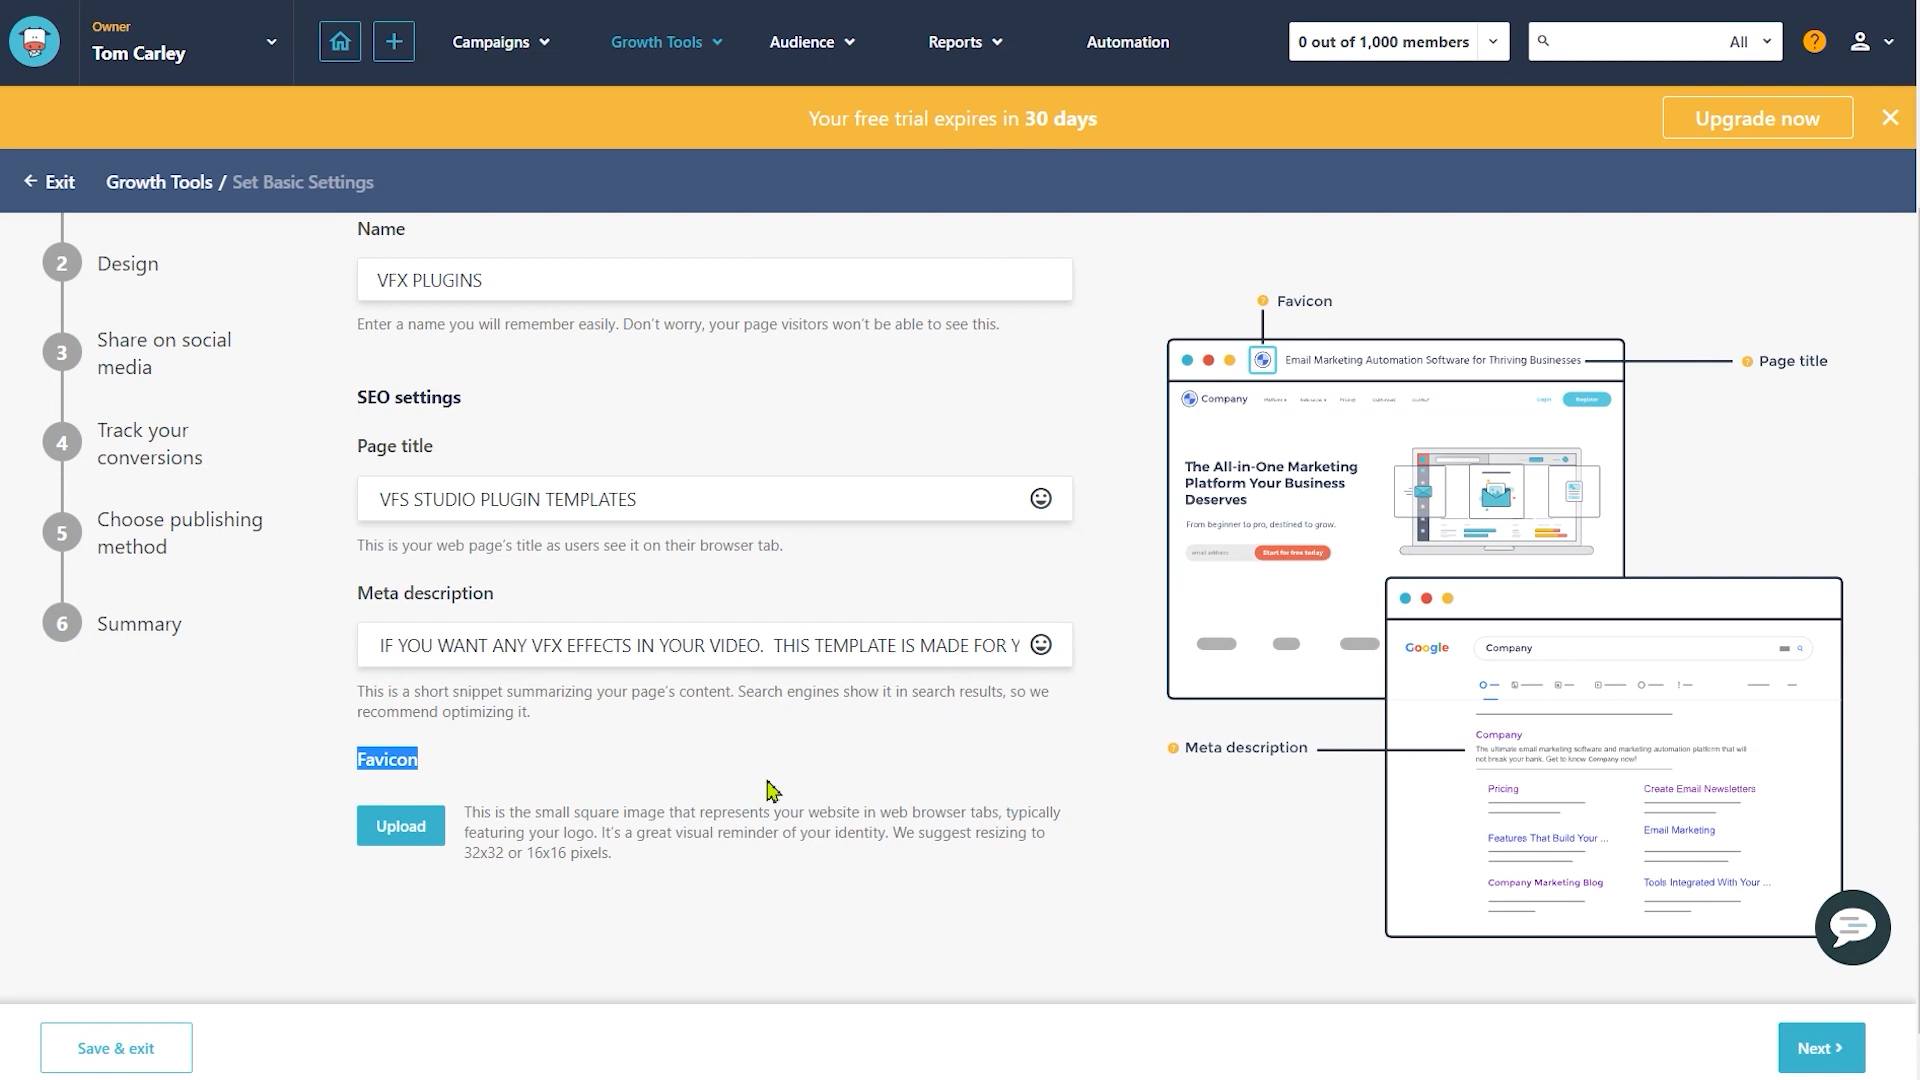 Owner
Tom Carley
Campaigns
Growth Tools
Audience
Reports
Automation
0 out of 1,000 members
All
?
Your free trial expires in 30 days
Upgrade now
Exit
Growth Tools / Set Basic Settings
2
Design
3
Share on social
media
4
Track your
conversions
5
Choose publishing
method
6
Summary
Name
VFX PLUGINS
Enter a name you will remember easily. Don't worry, your page visitors won't be able to see this.
SEO settings
Page title
VFS STUDIO PLUGIN TEMPLATES
This is your web page's title as users see it on their browser tab.
Meta description
IF YOU WANT ANY VFX EFFECTS IN YOUR VIDEO.  THIS TEMPLATE IS MADE FOR Y
This is a short snippet summarizing your page's content. Search engines show it in search results, so we
recommend optimizing it.
Favicon
Upload
This is the small square image that represents your website in web browser tabs, typically
featuring your logo. It's a great visual reminder of your identity. We suggest resizing to
32x32 or 16x16 pixels.
? Favicon
Email Marketing Automation Software for Thriving Businesses
? Page title
Company
Pricing
Login
Register
The All-in-One Marketing
Platform Your Business
Deserves
From beginner to pro, destined to grow.
email address
Start for free today
Google
Company
? Meta description
Company
The ultimate email marketing software and marketing automation platform that will
not break your bank. Get to know Company now!
Pricing
Create Email Newsletters
Features That Build Your ...
Email Marketing
Company Marketing Blog
Tools Integrated With Your ...
Save & exit
Next